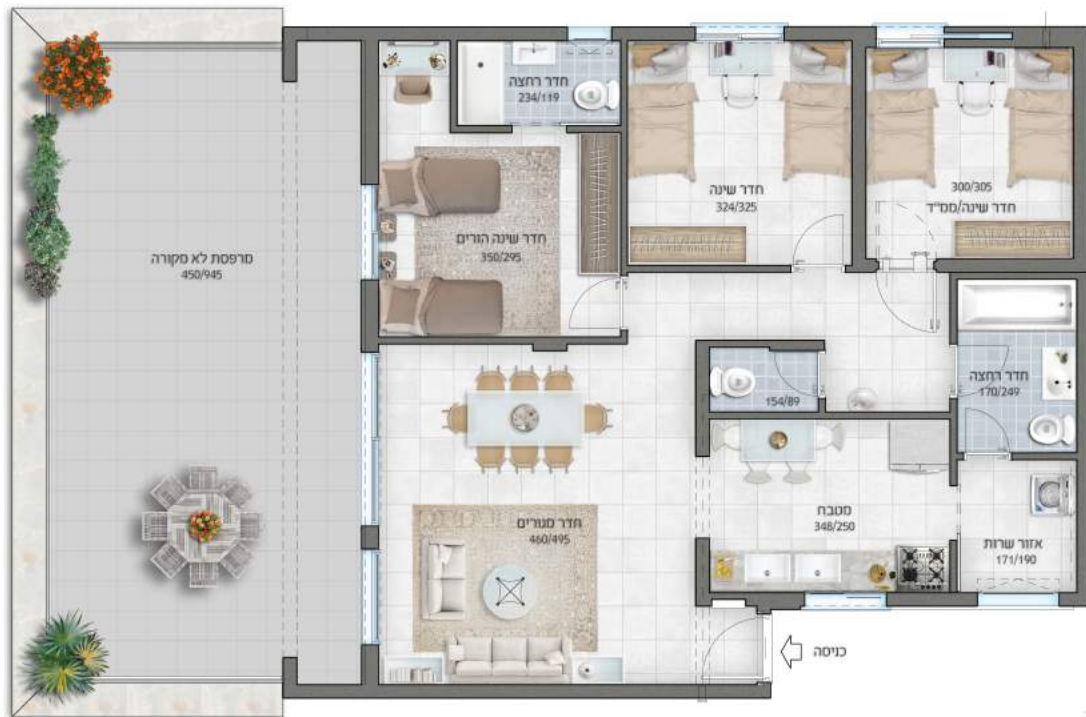 חדר רחצה
234/119
חדר שינה
324/325
300/305
חדר שינה/ממ"ד
חדר שינה הורים
350/295
מרפסת לא מקורה
450/945
חדר רחצה
170/249
154/89
חדר מגורים
460/495
מטבח
348/250
אזור שרות
171/190
כניסה